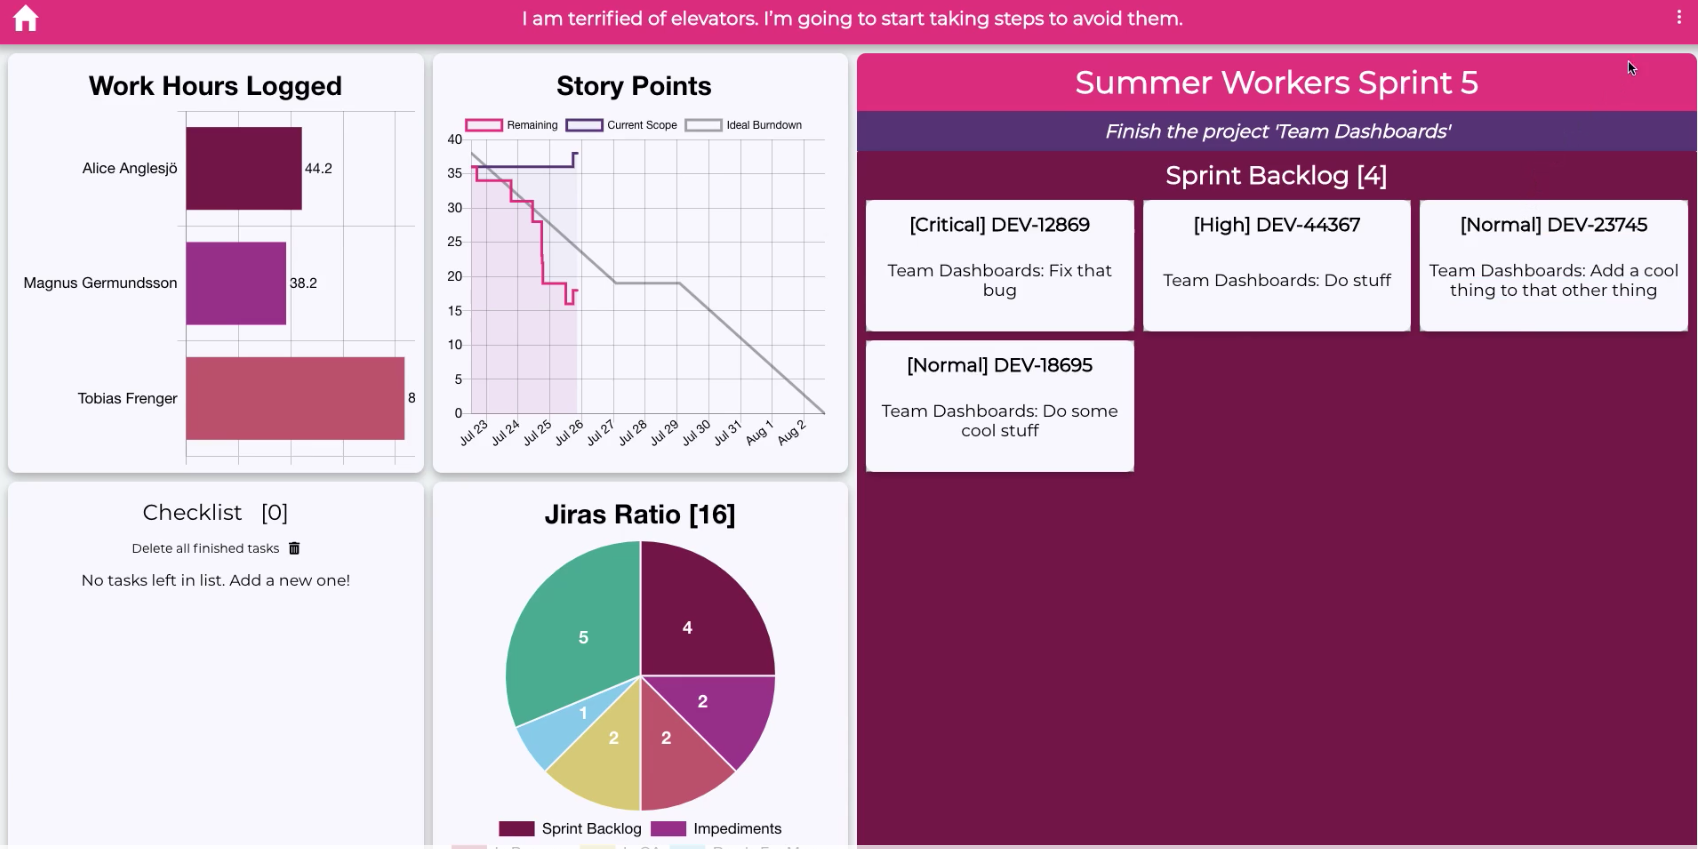 I am terrified of elevators. I’m going to start taking steps to avoid them.
Work Hours Logged
Alice Anglesjö
44.2
Magnus Germundsson
38.2
Tobias Frenger
8
Story Points
Remaining
Current Scope
Ideal Burndown
40
35
30
25
20
15
10
5
0
Jul 23
Jul 24
Jul 25
Jul 26
Jul 27
Jul 28
Jul 29
Jul 30
Jul 31
Aug 1
Aug 2
Summer Workers Sprint 5
Finish the project 'Team Dashboards'
Sprint Backlog [4]
[Critical] DEV-12869
Team Dashboards: Fix that
bug
[High] DEV-44367
Team Dashboards: Do stuff
[Normal] DEV-23745
Team Dashboards: Add a cool
thing to that other thing
[Normal] DEV-18695
Team Dashboards: Do some
cool stuff
Checklist [0]
Delete all finished tasks
No tasks left in list. Add a new one!
Jiras Ratio [16]
5
4
1
2
2
2
Sprint Backlog
Impediments